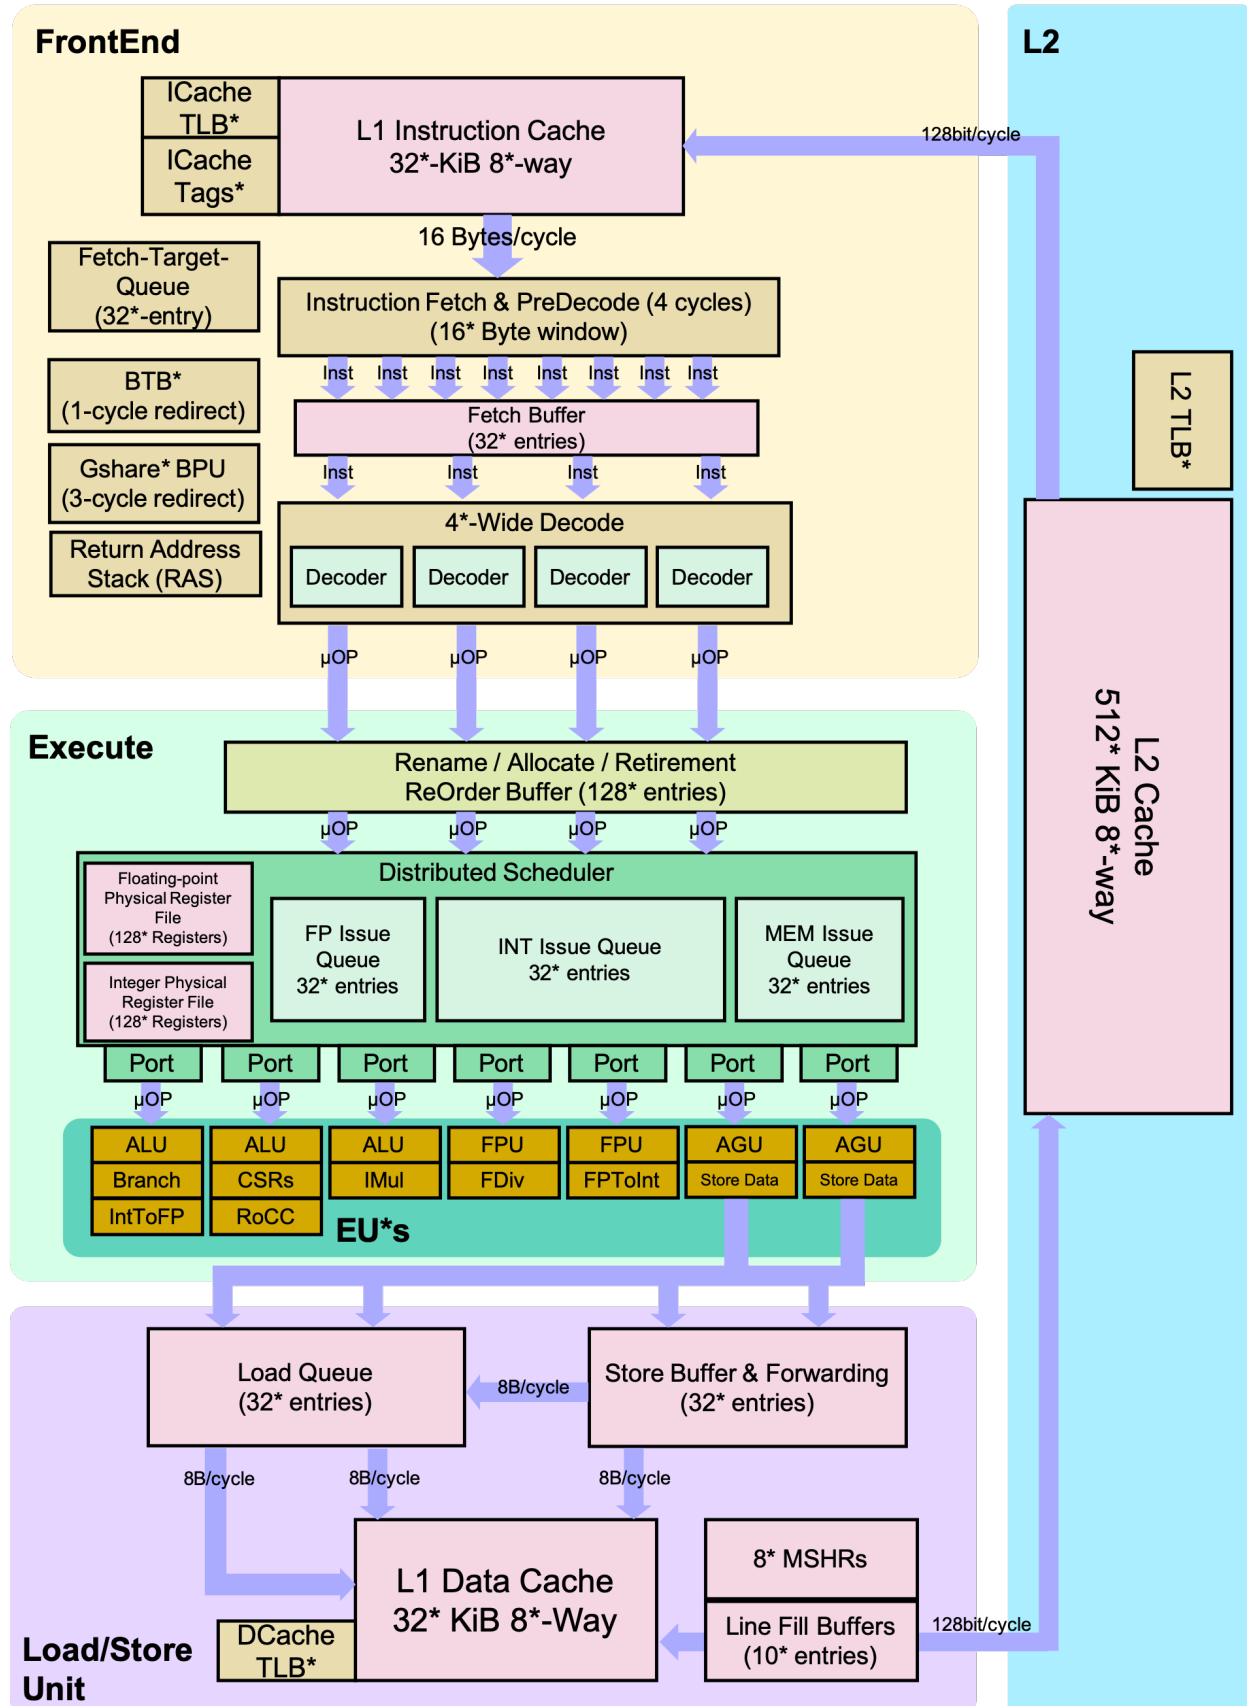 FrontEnd
L2
ICache
TLB*
ICache
Tags*
L1 Instruction Cache
32*-KiB 8*-way
128bit/cycle
16 Bytes/cycle
Fetch-Target-
Queue
(32*-entry)
Instruction Fetch & PreDecode (4 cycles)
(16* Byte window)
Inst Inst Inst Inst Inst Inst Inst Inst
BTB*
(1-cycle redirect)
Fetch Buffer
(32* entries)
Inst Inst Inst Inst
Gshare* BPU
(3-cycle redirect)
Return Address
Stack (RAS)
4*-Wide Decode
Decoder Decoder Decoder Decoder
µOP µOP µOP µOP
L2 TLB*
L2 Cache
512* KiB 8*-way
Execute
Rename / Allocate / Retirement
ReOrder Buffer (128* entries)
µOP µOP µOP µOP
Distributed Scheduler
Floating-point
Physical Register
File
(128* Registers)
Integer Physical
Register File
(128* Registers)
FP Issue
Queue
32* entries
INT Issue Queue
32* entries
MEM Issue
Queue
32* entries
Port Port Port Port Port Port Port
µOP µOP µOP µOP µOP µOP µOP
ALU ALU ALU FPU FPU AGU AGU
Branch CSRs IMul FDiv FPToInt Store Data Store Data
IntToFP RoCC
EU*s
Load Queue
(32* entries)
8B/cycle
Store Buffer & Forwarding
(32* entries)
8B/cycle 8B/cycle 8B/cycle
L1 Data Cache
32* KiB 8*-Way
8* MSHRs
Line Fill Buffers
(10* entries)
128bit/cycle
DCache
TLB*
Load/Store
Unit